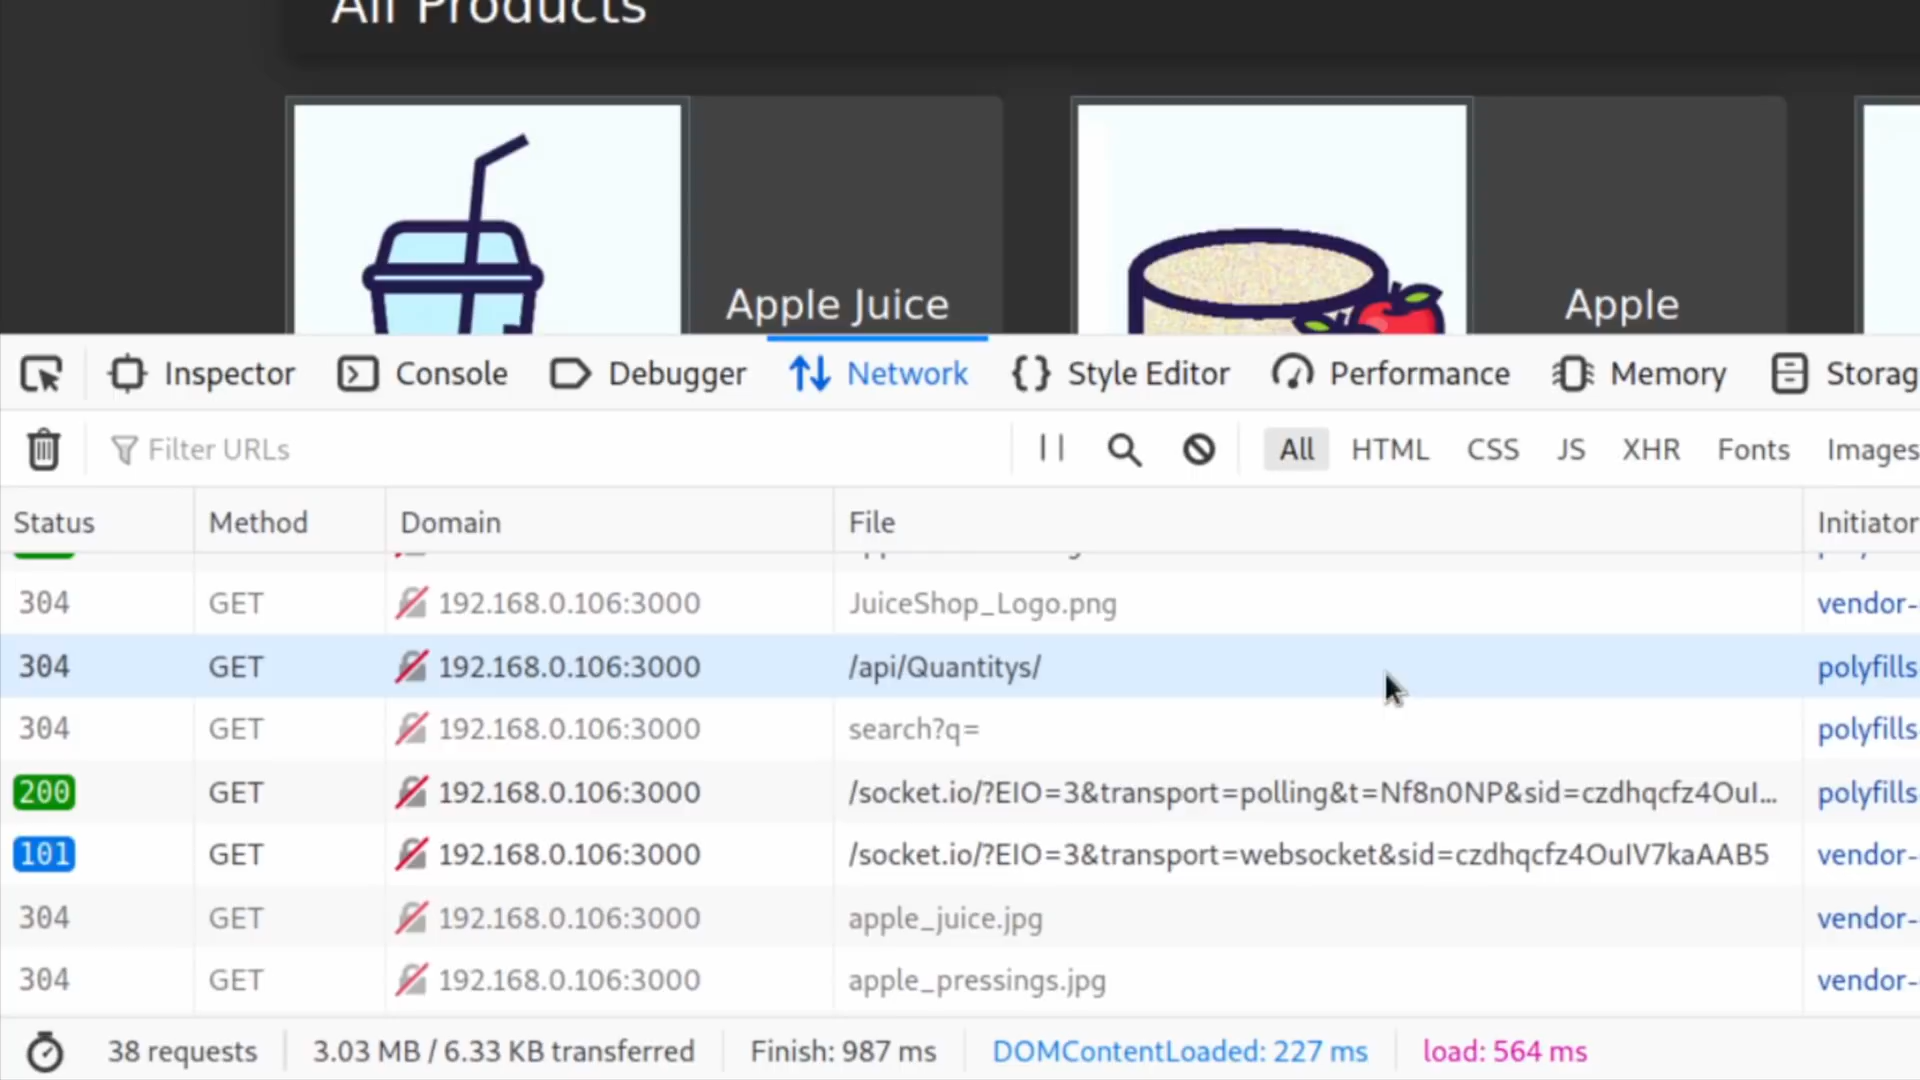 All Products
Apple Juice
Apple
Inspector Console Debugger Network Style Editor Performance Memory Storag
Filter URLs All HTML CSS JS XHR Fonts Images
Status Method Domain File Initiator
304 GET 192.168.0.106:3000 JuiceShop_Logo.png vendor-
304 GET 192.168.0.106:3000 /api/Quantitys/ polyfills
304 GET 192.168.0.106:3000 search?q= polyfills
200 GET 192.168.0.106:3000 /socket.io/?EIO=3&transport=polling&t=Nf8n0NP&sid=czdhqcfz4OuI… polyfills
101 GET 192.168.0.106:3000 /socket.io/?EIO=3&transport=websocket&sid=czdhqcfz4OuIV7kaAAB5 vendor-
304 GET 192.168.0.106:3000 apple_juice.jpg vendor-
304 GET 192.168.0.106:3000 apple_pressings.jpg vendor-
38 requests 3.03 MB / 6.33 KB transferred Finish: 987 ms DOMContentLoaded: 227 ms load: 564 ms